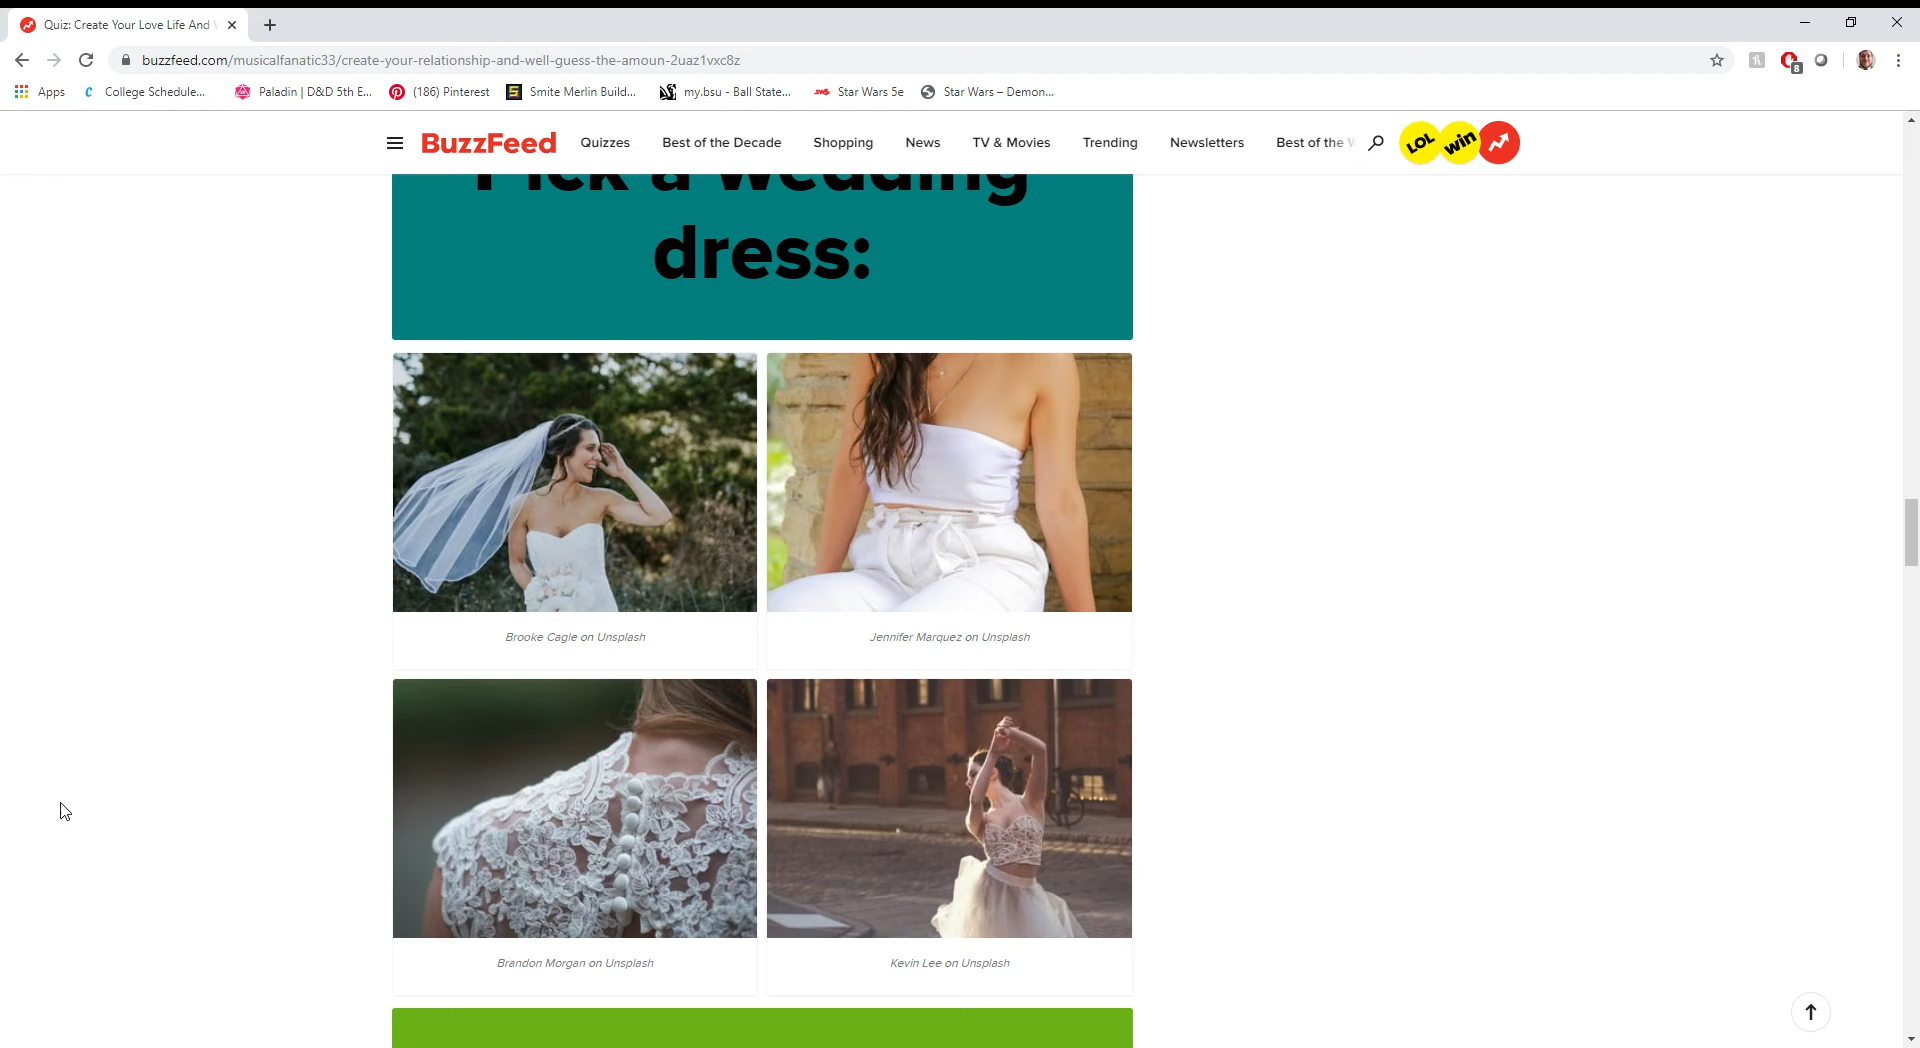 Quiz: Create Your Love Life And
buzzfeed.com/musicalfanatic33/create-your-relationship-and-well-guess-the-amoun-2uaz1vxc8z
8
Apps College Schedule... Paladin | D&D 5th E... (186) Pinterest Smite Merlin Build... my.bsu - Ball State... Star Wars 5e Star Wars – Demon...
BuzzFeed Quizzes Best of the Decade Shopping News TV & Movies Trending Newsletters Best of the LOL win
Pick a wedding
dress:
Brooke Cagle on Unsplash
Jennifer Marquez on Unsplash
Brandon Morgan on Unsplash
Kevin Lee on Unsplash